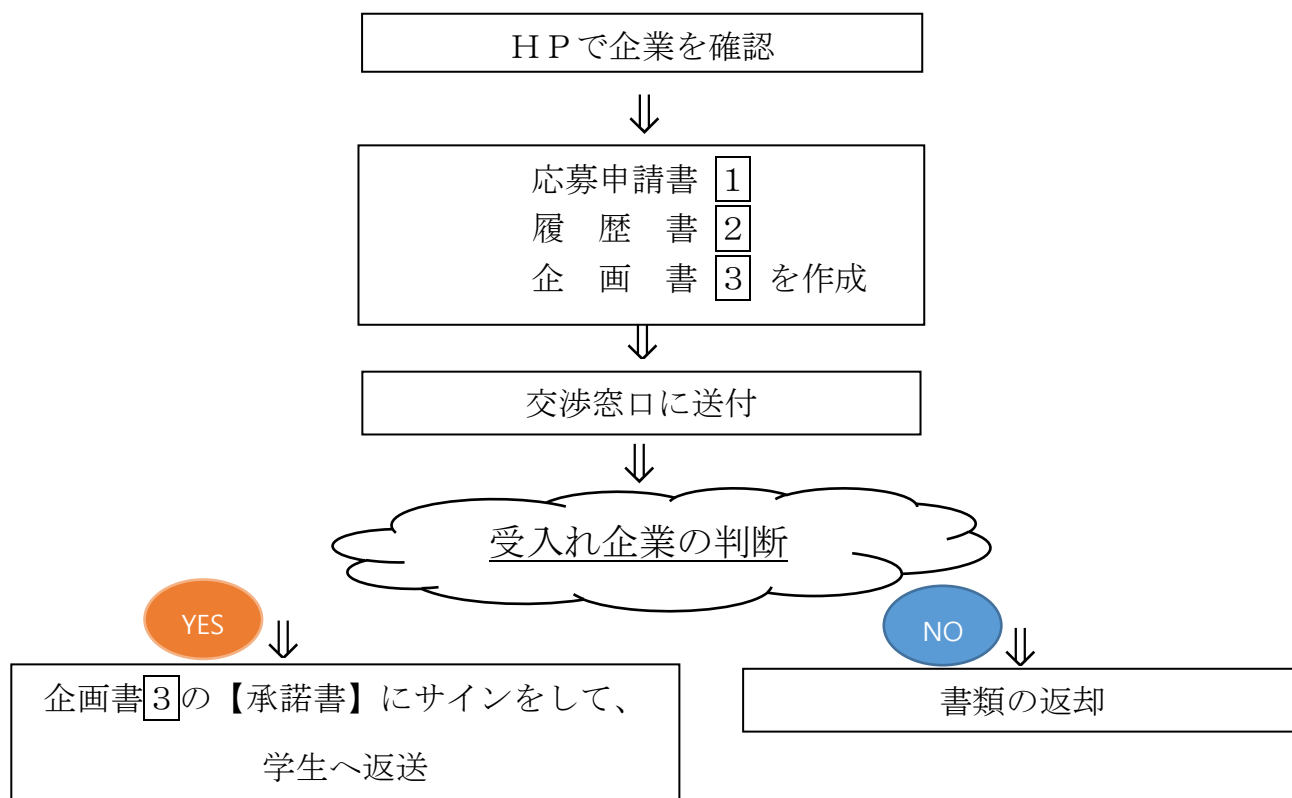 ＨＰで企業を確認
⇓
応募申請書 １
履　歴　書 ２
企　画　書 ３ を作成
⇓
交渉窓口に送付
⇓
受入れ企業の判断
YES ⇓
NO ⇓
企画書３の【承諾書】にサインをして、
学生へ返送
書類の返却